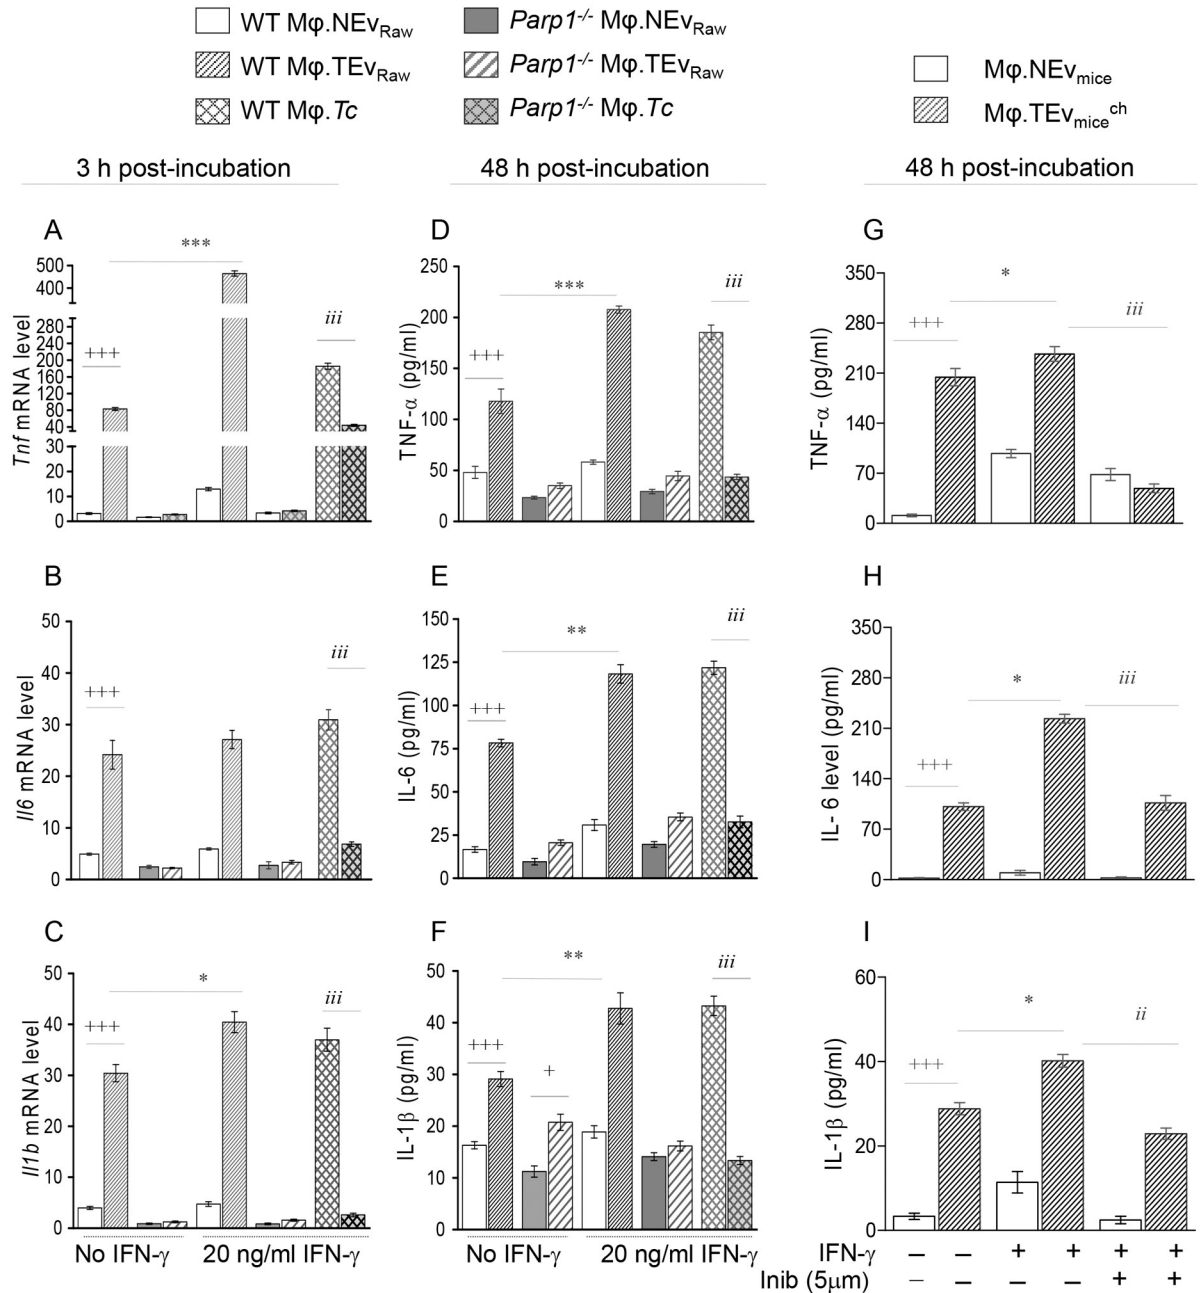 WT Mφ.NEvRaw
WT Mφ.TEvRaw
WT Mφ.Tc
Parp1-/- Mφ.NEvRaw
Parp1-/- Mφ.TEvRaw
Parp1-/- Mφ.Tc
Mφ.NEvmice
Mφ.TEvmicech
3 h post-incubation
48 h post-incubation
48 h post-incubation
A
***
+++
iii
Tnf mRNA level
500
400
280
240
200
160
120
80
40
30
20
10
0
D
***
+++
iii
TNF-α (pg/ml)
250
200
150
100
50
0
G
*
+++
iii
TNF-α (pg/ml)
350
280
210
140
70
0
B
+++
iii
Il6 mRNA level
50
40
30
20
10
0
E
**
+++
iii
IL-6 (pg/ml)
150
125
100
75
50
25
0
H
*
+++
iii
IL- 6 level (pg/ml)
350
280
210
140
70
0
C
*
+++
iii
Il1b mRNA level
50
40
30
20
10
0
No IFN-γ
20 ng/ml IFN-γ
F
**
+++
+
iii
IL-1β (pg/ml)
50
40
30
20
10
0
No IFN-γ
20 ng/ml IFN-γ
I
*
+++
ii
IL-1β (pg/ml)
60
40
20
0
IFN-γ – – + + + +
Inib (5μm) – – – – + +